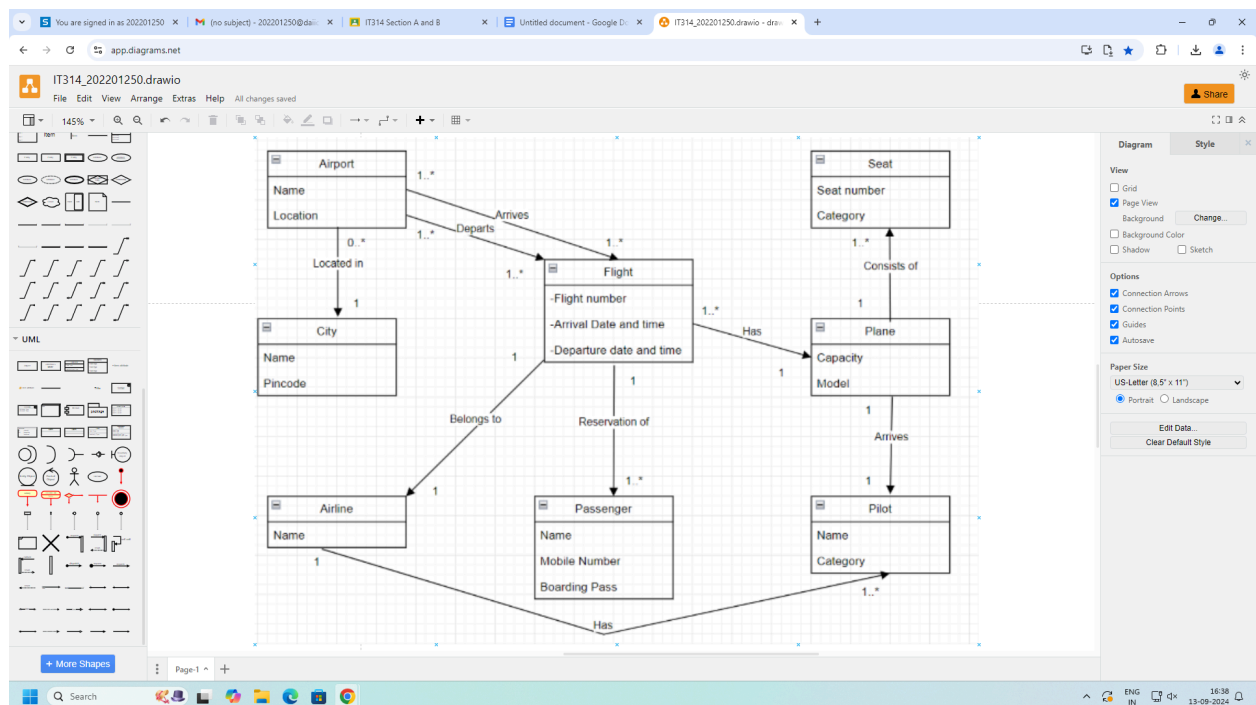 You are signed in as 202201250
(no subject) - 202201250@daii
IT314 Section A and B
Untitled document - Google Do
IT314_202201250.drawio - draw
app.diagrams.net
IT314_202201250.drawio
File Edit View Arrange Extras Help All changes saved
Share
145%
Item
Diagram Style
View
Grid
Page View
Background Change...
Background Color
Shadow Sketch
Options
Connection Arrows
Connection Points
Guides
Autosave
Paper Size
US-Letter (8,5" x 11")
Portrait Landscape
Edit Data...
Clear Default Style
UML
+ More Shapes
Airport
Name
Location
1..*
Arrives
1..*
Departs
1..*
1..*
0..*
Located in
1
City
Name
Pincode
Flight
-Flight number
-Arrival Date and time
-Departure date and time
Seat
Seat number
Category
1..*
Consists of
1
1..*
Has
1
Plane
Capacity
Model
1
Belongs to
1
1
Reservation of
1..*
1
Arrives
1
Airline
Name
1
Passenger
Name
Mobile Number
Boarding Pass
Pilot
Name
Category
1..*
Has
Page-1
Search
ENG
IN
16:38
13-09-2024